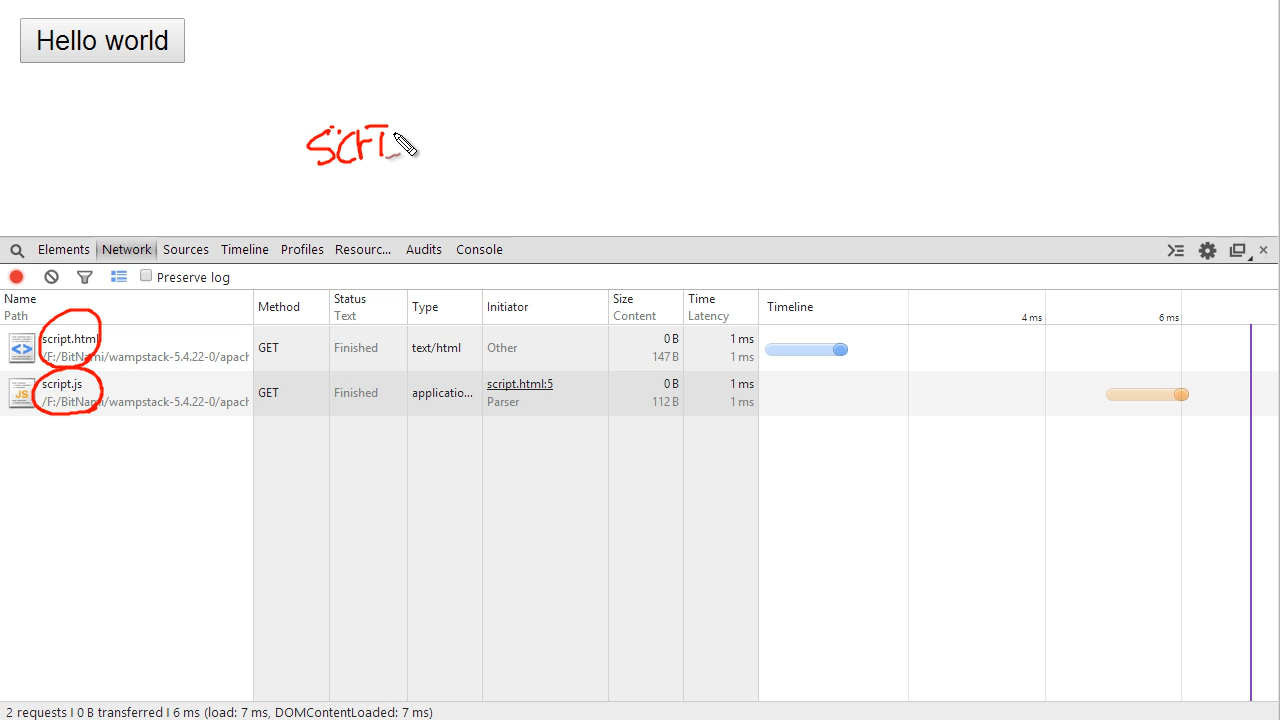 Hello world
Elements Network Sources Timeline Profiles Resourc... Audits Console
Preserve log
Name Method Status Type Initiator Size Time Timeline
Path Text Content Latency 4 ms 6 ms
script.html GET Finished text/html Other 0 B 1 ms
/F:/BitNami/wampstack-5.4.22-0/apach 147 B 1 ms
script.js GET Finished applicatio... script.html:5 0 B 1 ms
/F:/BitNami/wampstack-5.4.22-0/apach Parser 112 B 1 ms
2 requests I 0 B transferred I 6 ms (load: 7 ms, DOMContentLoaded: 7 ms)